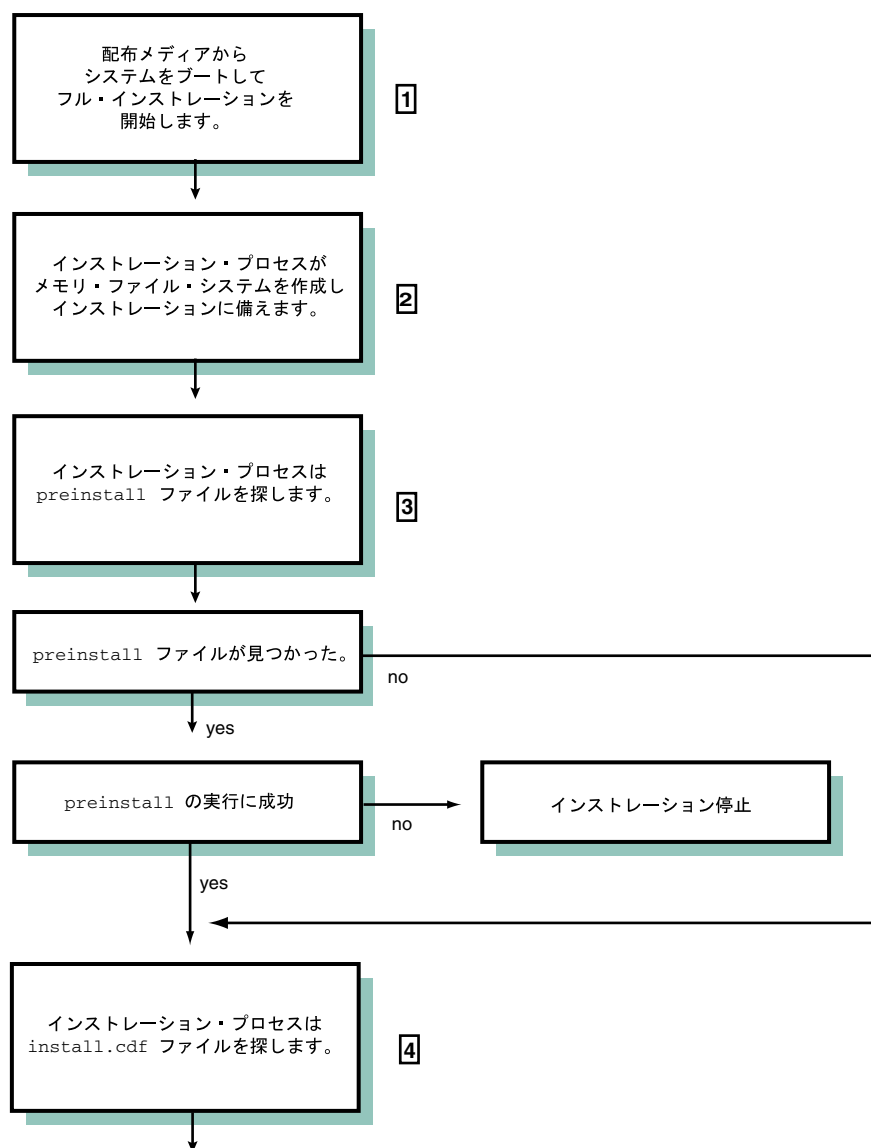 配布メディアから
システムをブートして
フル・インストレーションを
開始します。
1
インストレーション・プロセスが
メモリ・ファイル・システムを作成し
インストレーションに備えます。
2
インストレーション・プロセスは
preinstall ファイルを探します。
3
preinstall ファイルが見つかった。
no
yes
preinstall の実行に成功
no
インストレーション停止
yes
インストレーション・プロセスは
install.cdf ファイルを探します。
4